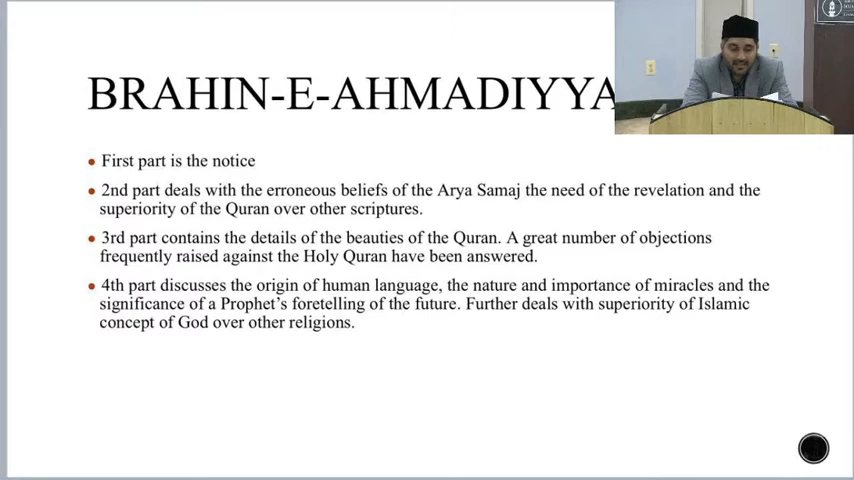 BRAHIN-E-AHMADIYYA
• First part is the notice
• 2nd part deals with the erroneous beliefs of the Arya Samaj the need of the revelation and the
superiority of the Quran over other scriptures.
• 3rd part contains the details of the beauties of the Quran. A great number of objections
frequently raised against the Holy Quran have been answered.
• 4th part discusses the origin of human language, the nature and importance of miracles and the
significance of a Prophet's foretelling of the future. Further deals with superiority of Islamic
concept of God over other religions.